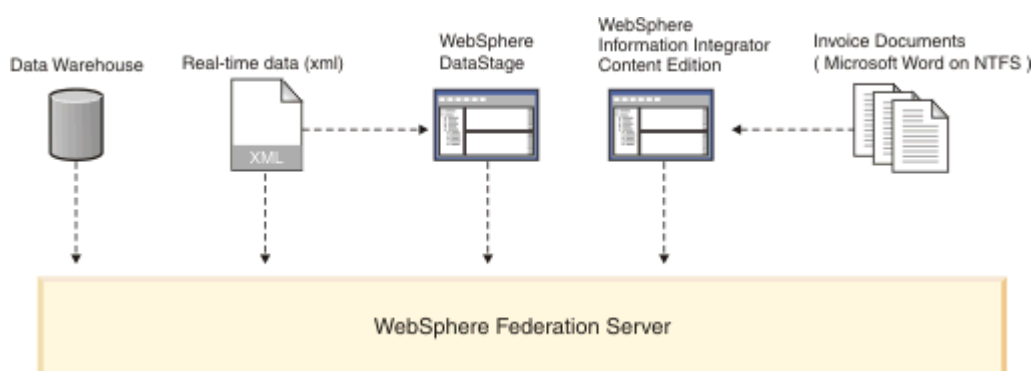 Data Warehouse
Real-time data (xml)
WebSphere
DataStage
WebSphere
Information Integrator
Content Edition
Invoice Documents
( Microsoft Word on NTFS )
XML
WebSphere Federation Server